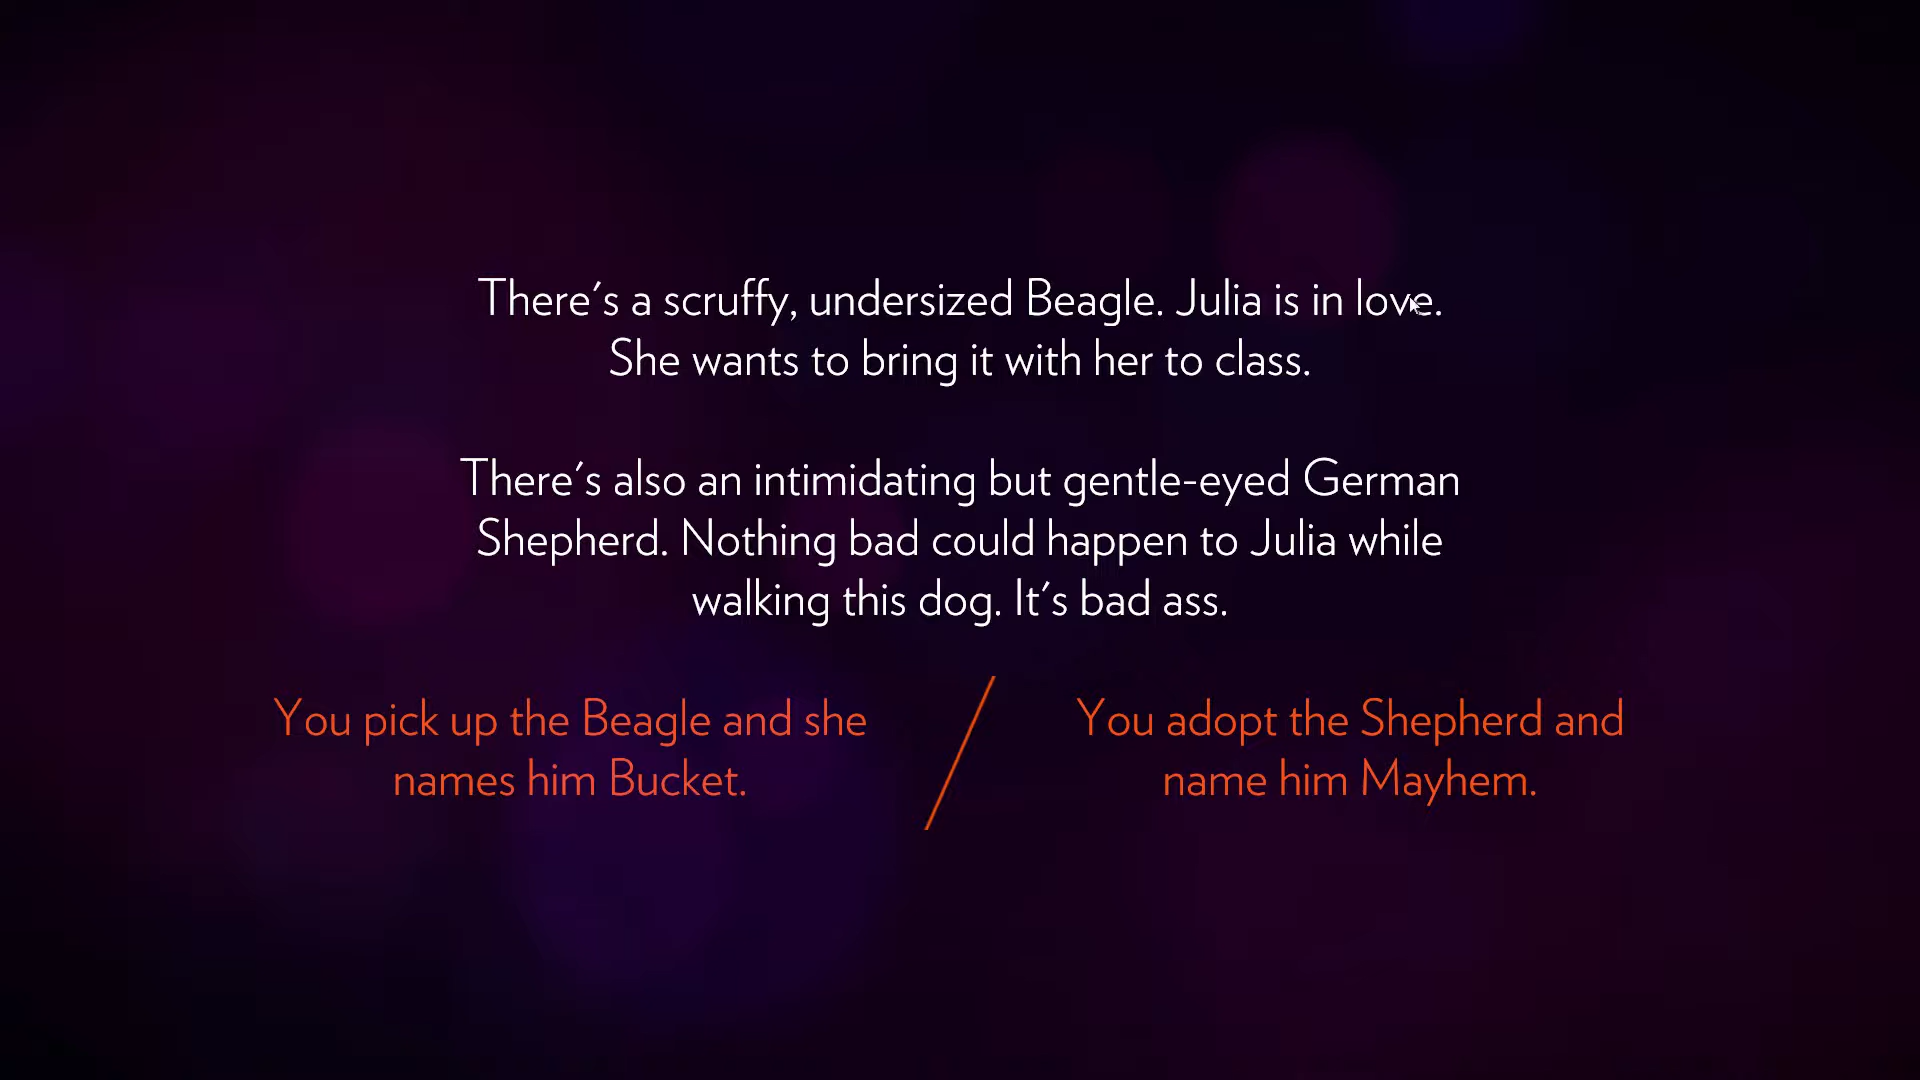 There's a scruffy, undersized Beagle. Julia is in love.
She wants to bring it with her to class.
There's also an intimidating but gentle-eyed German
Shepherd. Nothing bad could happen to Julia while
walking this dog. It's bad ass.
You pick up the Beagle and she
names him Bucket.
You adopt the Shepherd and
name him Mayhem.